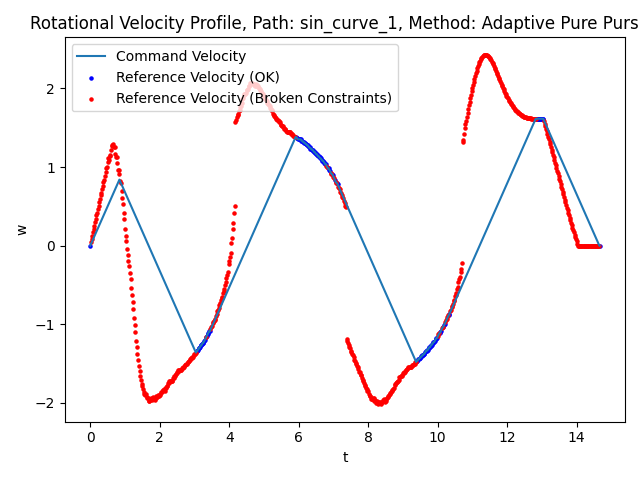 Rotational Velocity Profile, Path: sin_curve_1, Method: Adaptive Pure Purs
Command Velocity
Reference Velocity (OK)
Reference Velocity (Broken Constraints)
2
1
0
−1
−2
w
0 2 4 6 8 10 12 14
t